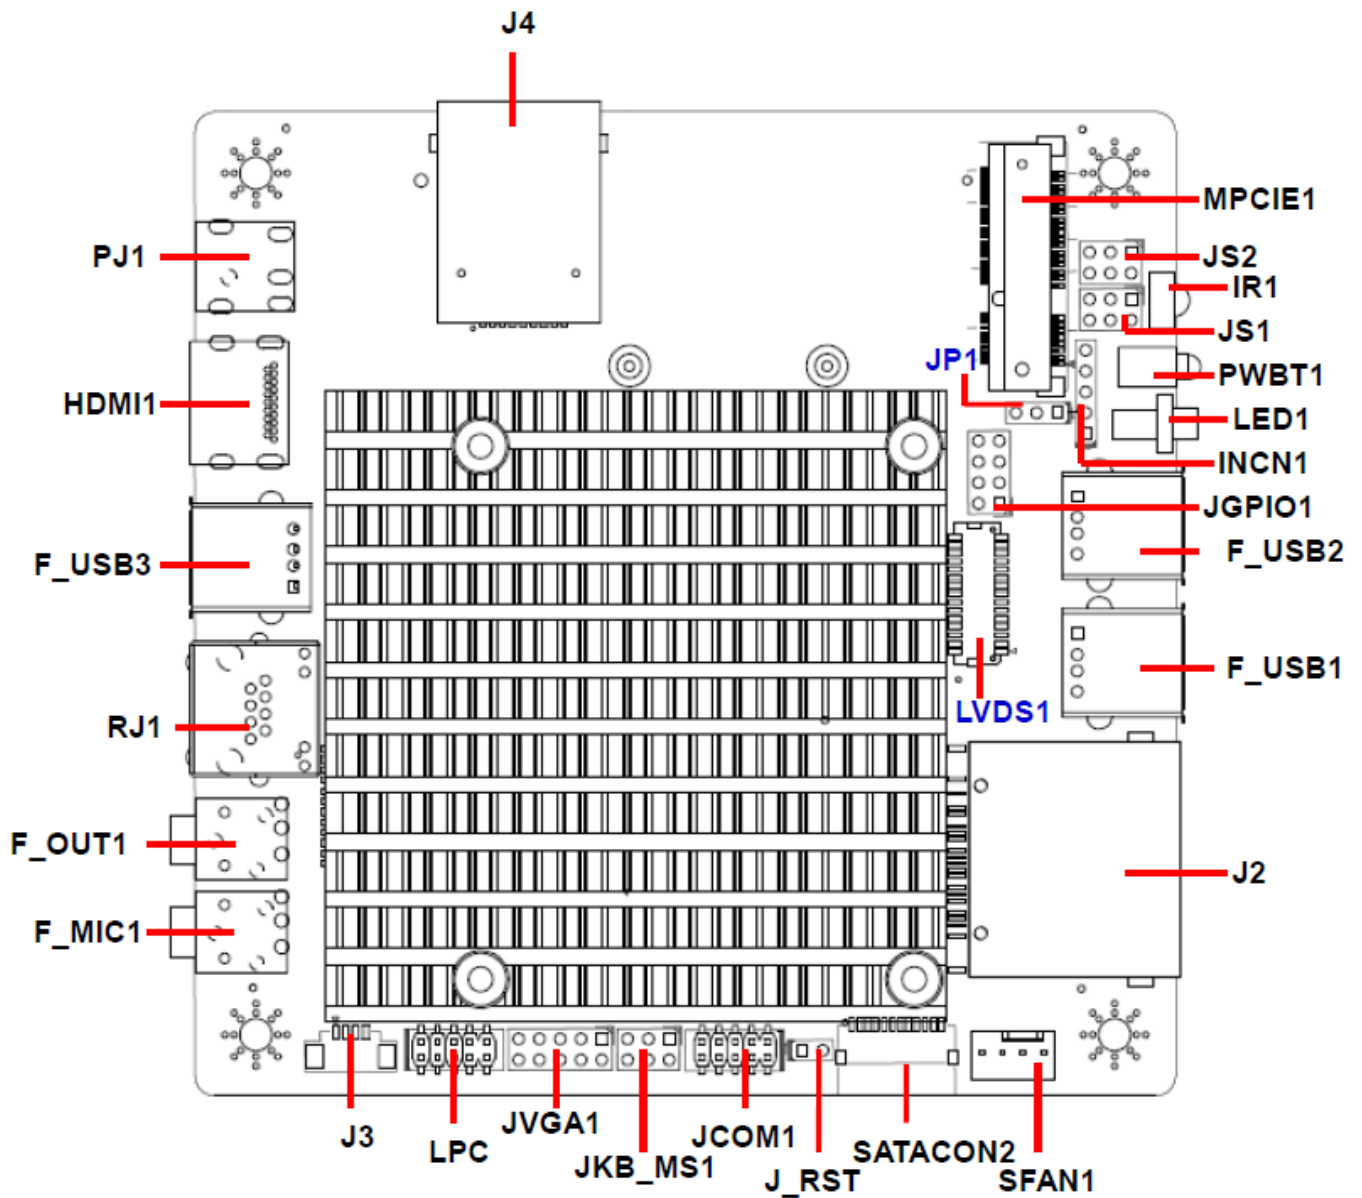 J4
MPCIE1
PJ1
JS2
IR1
JS1
JP1
PWBT1
HDMI1
LED1
INCN1
JGPIO1
F_USB2
F_USB3
F_USB1
LVDS1
RJ1
F_OUT1
J2
F_MIC1
J3
LPC
JVGA1
JKB_MS1
JCOM1
J_RST
SATACON2
SFAN1